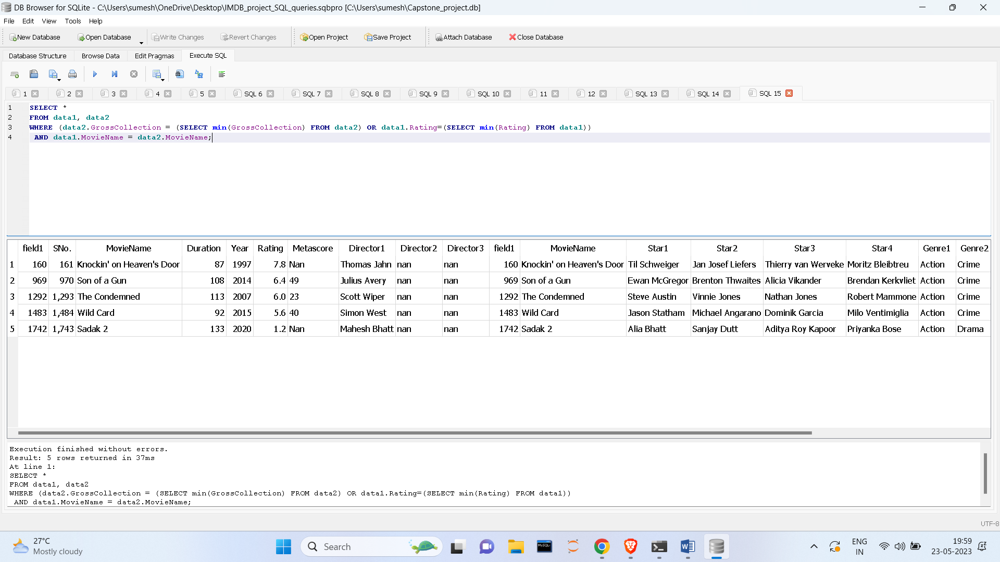 DB Browser for SQLite - C:\Users\sumesh\OneDrive\Desktop\IMDB_project_SQL_queries.sqbpro [C:\Users\sumesh\Capstone_project.db]
File Edit View Tools Help
New Database Open Database Write Changes Revert Changes Open Project Save Project Attach Database Close Database
Database Structure Browse Data Edit Pragmas Execute SQL
1 2 3 4 5 SQL 6 SQL 7 SQL 8 SQL 9 SQL 10 11 12 SQL 13 SQL 14 SQL 15
1 SELECT *
2 FROM data1, data2
3 WHERE (data2.GrossCollection = (SELECT min(GrossCollection) FROM data2) OR data1.Rating=(SELECT min(Rating) FROM data1))
4 AND data1.MovieName = data2.MovieName;
field1 SNo. MovieName Duration Year Rating Metascore Director1 Director2 Director3 field1 MovieName Star1 Star2 Star3 Star4 Genre1 Genre2
1 160 161 Knockin' on Heaven's Door 87 1997 7.8 Nan Thomas Jahn nan nan 160 Knockin' on Heaven's Door Til Schweiger Jan Josef Liefers Thierry van Werveke Moritz Bleibtreu Action Crime
2 969 970 Son of a Gun 108 2014 6.4 49 Julius Avery nan nan 969 Son of a Gun Ewan McGregor Brenton Thwaites Alicia Vikander Brendan Kerkvliet Action Crime
3 1292 1,293 The Condemned 113 2007 6.0 23 Scott Wiper nan nan 1292 The Condemned Steve Austin Vinnie Jones Nathan Jones Robert Mammone Action Crime
4 1483 1,484 Wild Card 92 2015 5.6 40 Simon West nan nan 1483 Wild Card Jason Statham Michael Angarano Dominik Garcia Milo Ventimiglia Action Crime
5 1742 1,743 Sadak 2 133 2020 1.2 Nan Mahesh Bhatt nan nan 1742 Sadak 2 Alia Bhatt Sanjay Dutt Aditya Roy Kapoor Priyanka Bose Action Drama
Execution finished without errors.
Result: 5 rows returned in 37ms
At line 1:
SELECT *
FROM data1, data2
WHERE (data2.GrossCollection = (SELECT min(GrossCollection) FROM data2) OR data1.Rating=(SELECT min(Rating) FROM data1))
AND data1.MovieName = data2.MovieName;
UTF-8
27°C
Mostly cloudy
Search
MySQL
ENG
IN
19:59
23-05-2023